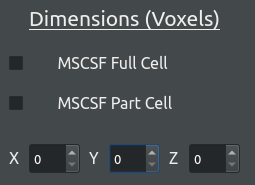 Dimensions (Voxels)
MSCSF Full Cell
MSCSF Part Cell
X 0 Y 0 Z 0